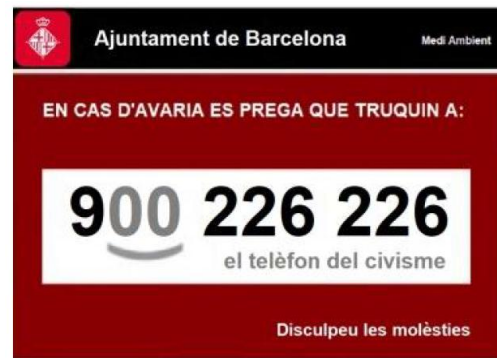 Ajuntament de Barcelona
Medi Ambient
EN CAS D'AVARIA ES PREGA QUE TRUQUIN A:
900 226 226
el telèfon del civisme
Disculpeu les molèsties